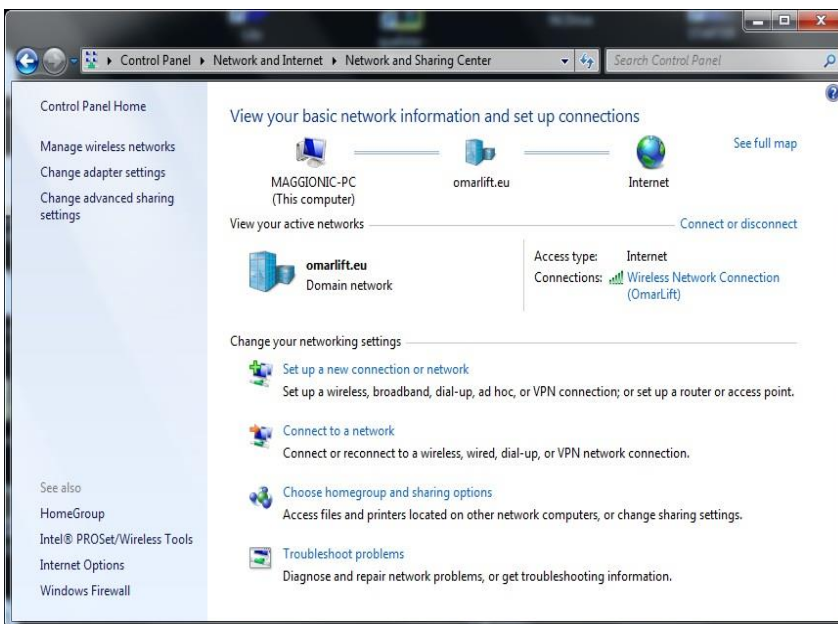 Control Panel ▸ Network and Internet ▸ Network and Sharing Center
Search Control Panel
Control Panel Home
Manage wireless networks
Change adapter settings
Change advanced sharing
settings
See also
HomeGroup
Intel® PROSet/Wireless Tools
Internet Options
Windows Firewall
View your basic network information and set up connections
See full map
MAGGIONIC-PC
(This computer)
omarlift.eu
Internet
View your active networks
Connect or disconnect
omarlift.eu
Domain network
Access type: Internet
Connections: Wireless Network Connection
(OmarLift)
Change your networking settings
Set up a new connection or network
Set up a wireless, broadband, dial-up, ad hoc, or VPN connection; or set up a router or access point.
Connect to a network
Connect or reconnect to a wireless, wired, dial-up, or VPN network connection.
Choose homegroup and sharing options
Access files and printers located on other network computers, or change sharing settings.
Troubleshoot problems
Diagnose and repair network problems, or get troubleshooting information.